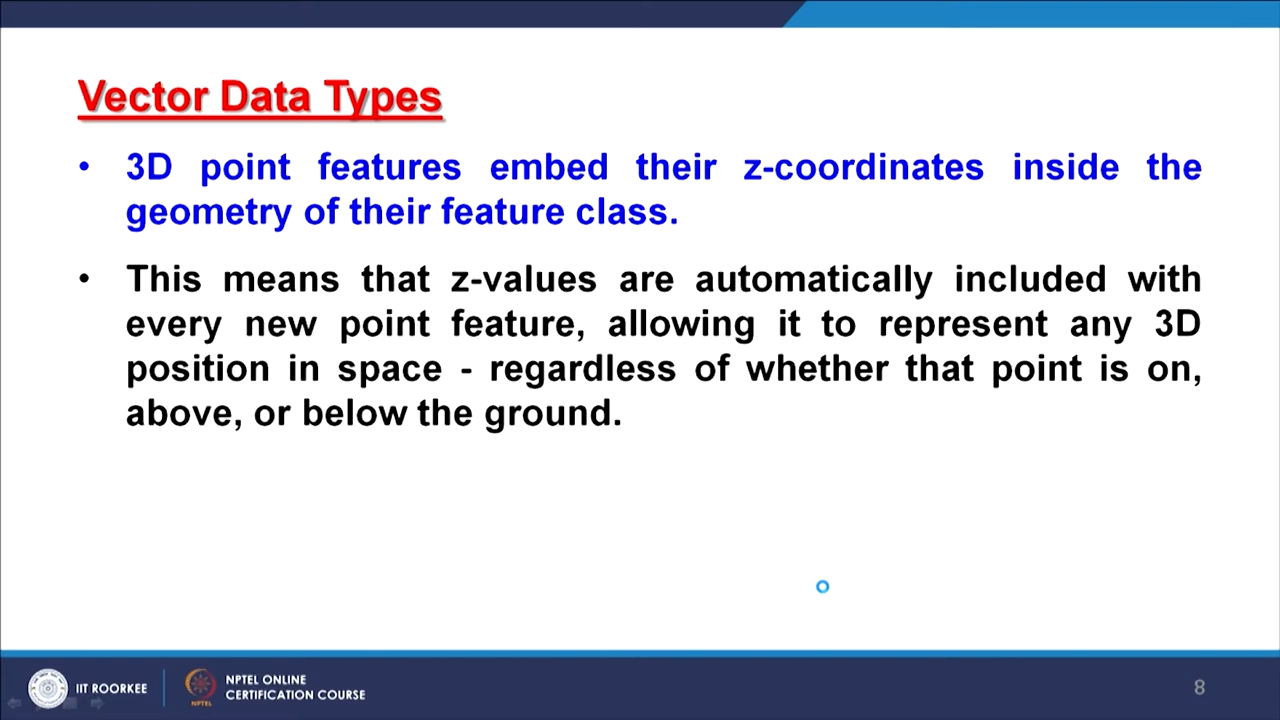 Vector Data Types
• 3D point features embed their z-coordinates inside the
geometry of their feature class.
• This means that z-values are automatically included with
every new point feature, allowing it to represent any 3D
position in space - regardless of whether that point is on,
above, or below the ground.
IIT ROORKEE
NPTEL
NPTEL ONLINE
CERTIFICATION COURSE
8